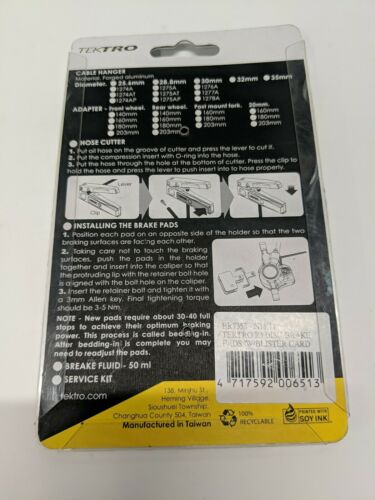 TEKTRO
CABLE HANGER
Material. Forged aluminum
Diameter. 25.6mm 28.8mm 30mm 32mm 35mm
1274A 1275A 1276A
1274AT 1275AT 1277A
1274AP 1275AP 1278A
ADAPTER - Front wheel. Rear wheel. Post mount fork. 20mm.
140mm 140mm 160mm 160mm
160mm 160mm 180mm 180mm
180mm 180mm 203mm 203mm
203mm 203mm
HOSE CUTTER
1. Put oil hose on the groove of cutter and press the lever to cut it.
2. Put the compression insert with O-ring into the hose.
3. Put the hose through the hole at the bottom of cutter. Press the clip to
hold the hose and press the lever to push insert into to hose properly.
Lever
Clip
INSTALLING THE BRAKE PADS
1. Position each pad on an opposite side of the holder so that the two
braking surfaces are facing each other.
2. Taking care not to touch the braking
surfaces, push the pads in the holder
together and insert into the caliper so that
the protruding lip with the retainer bolt hole
is aligned with the bolt hole on the caliper.
3. Insert the retainer bolt and tighten it with
a 3mm Allen key. Final tightening torque
should be 3-5 Nm.
NOTE - New pads require about 30-40 full
stops to achieve their optimum braking
power. This process is called bedding-in.
After bedding-in is complete you may
need to readjust the pads.
BRAKE FLUID - 50 ml
SERVICE KIT
tektro.com
PADS W/BLISTER CARD
4 717592 006513
138, Minjhu St.,
Heming Village,
Sioushuei Township,
Changhua County 504, Taiwan
Manufactured in Taiwan
100%
RECYCLABLE
PRINTED WITH
SOY INK